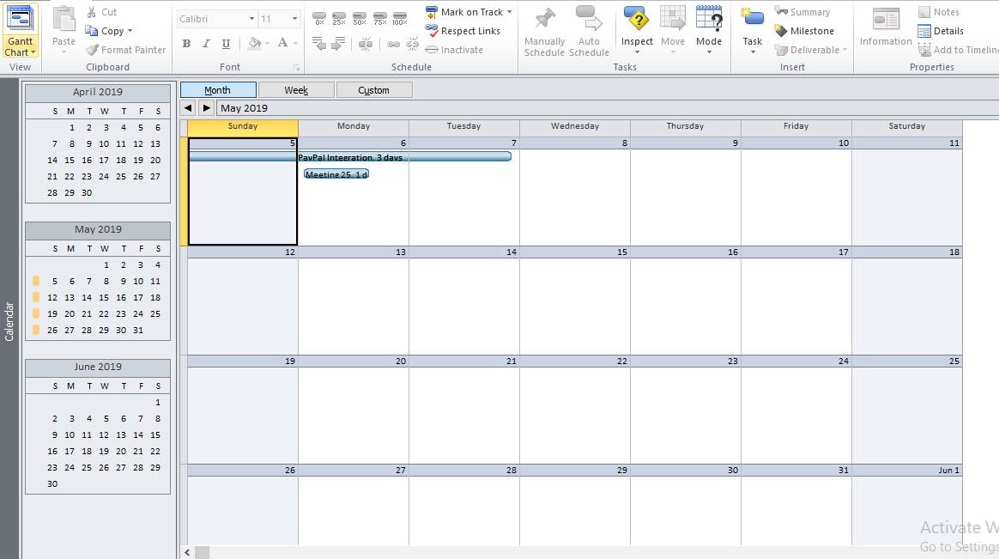 Gantt
Chart
View
Paste
Cut
Copy
Format Painter
Clipboard
Calibri
11
B I U
A
Font
0% 25% 50% 75% 100%
Mark on Track
Respect Links
Inactivate
Schedule
Manually
Schedule
Auto
Schedule
Inspect
Move
Mode
Tasks
Task
Summary
Milestone
Deliverable
Insert
Information
Notes
Details
Add to Timeline
Properties
Calendar
April 2019
S M T W T F S
1 2 3 4 5 6
7 8 9 10 11 12 13
14 15 16 17 18 19 20
21 22 23 24 25 26 27
28 29 30
May 2019
S M T W T F S
1 2 3 4
5 6 7 8 9 10 11
12 13 14 15 16 17 18
19 20 21 22 23 24 25
26 27 28 29 30 31
June 2019
S M T W T F S
1
2 3 4 5 6 7 8
9 10 11 12 13 14 15
16 17 18 19 20 21 22
23 24 25 26 27 28 29
30
Month Week Custom
May 2019
Sunday Monday Tuesday Wednesday Thursday Friday Saturday
5 6 7 8 9 10 11
PayPal Integration, 3 days
Meeting 25, 1 d
12 13 14 15 16 17 18
19 20 21 22 23 24 25
26 27 28 29 30 31 Jun 1
Activate W
Go to Settings